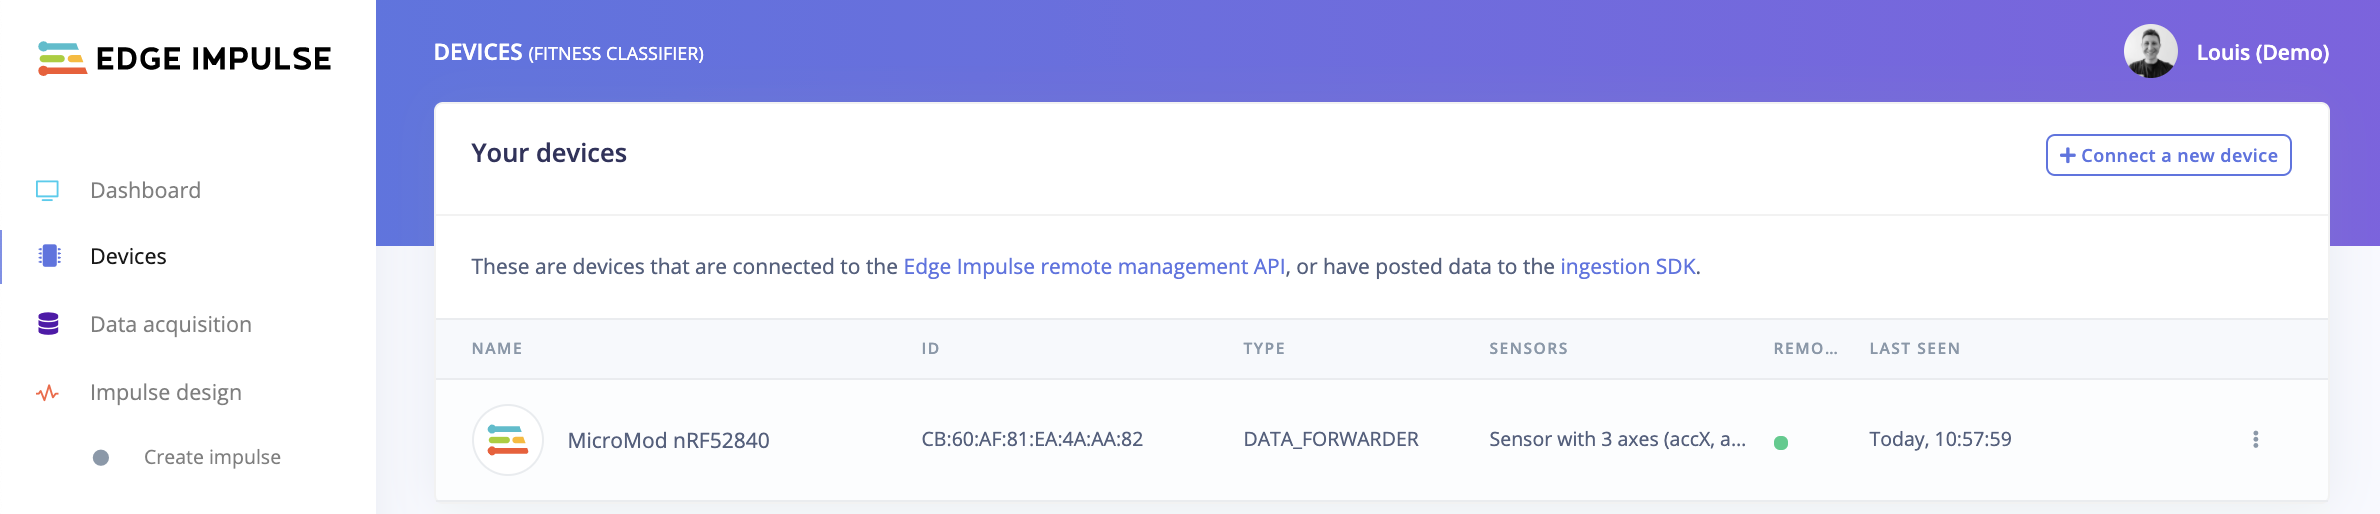 EDGE IMPULSE
DEVICES (FITNESS CLASSIFIER)
Louis (Demo)
Your devices
+ Connect a new device
Dashboard
Devices
Data acquisition
Impulse design
Create impulse
These are devices that are connected to the Edge Impulse remote management API, or have posted data to the ingestion SDK.
NAME ID TYPE SENSORS REMO... LAST SEEN
MicroMod nRF52840 CB:60:AF:81:EA:4A:AA:82 DATA_FORWARDER Sensor with 3 axes (accX, a... Today, 10:57:59